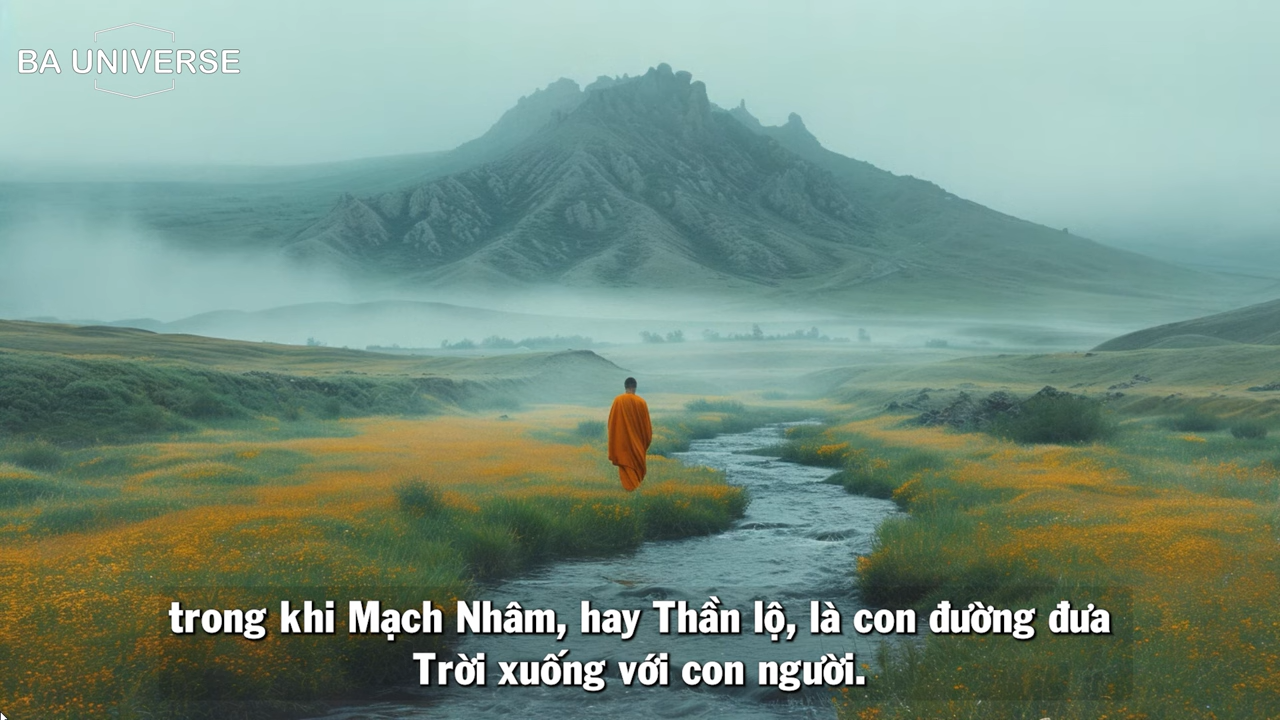 BA UNIVERSE
trong khi Mạch Nhâm, hay Thần lộ, là con đường đưa
Trời xuống với con người.